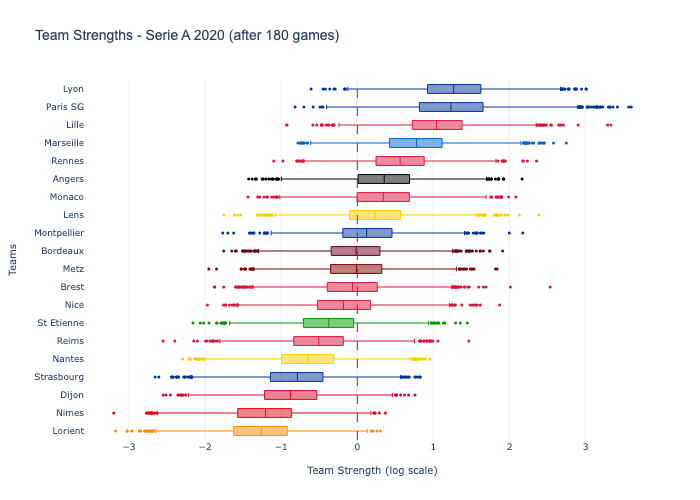 Team Strengths - Serie A 2020 (after 180 games)
Lyon
Paris SG
Lille
Marseille
Rennes
Angers
Monaco
Lens
Montpellier
Bordeaux
Metz
Brest
Nice
St Etienne
Reims
Nantes
Strasbourg
Dijon
Nimes
Lorient
Teams
−3 −2 −1 0 1 2 3
Team Strength (log scale)